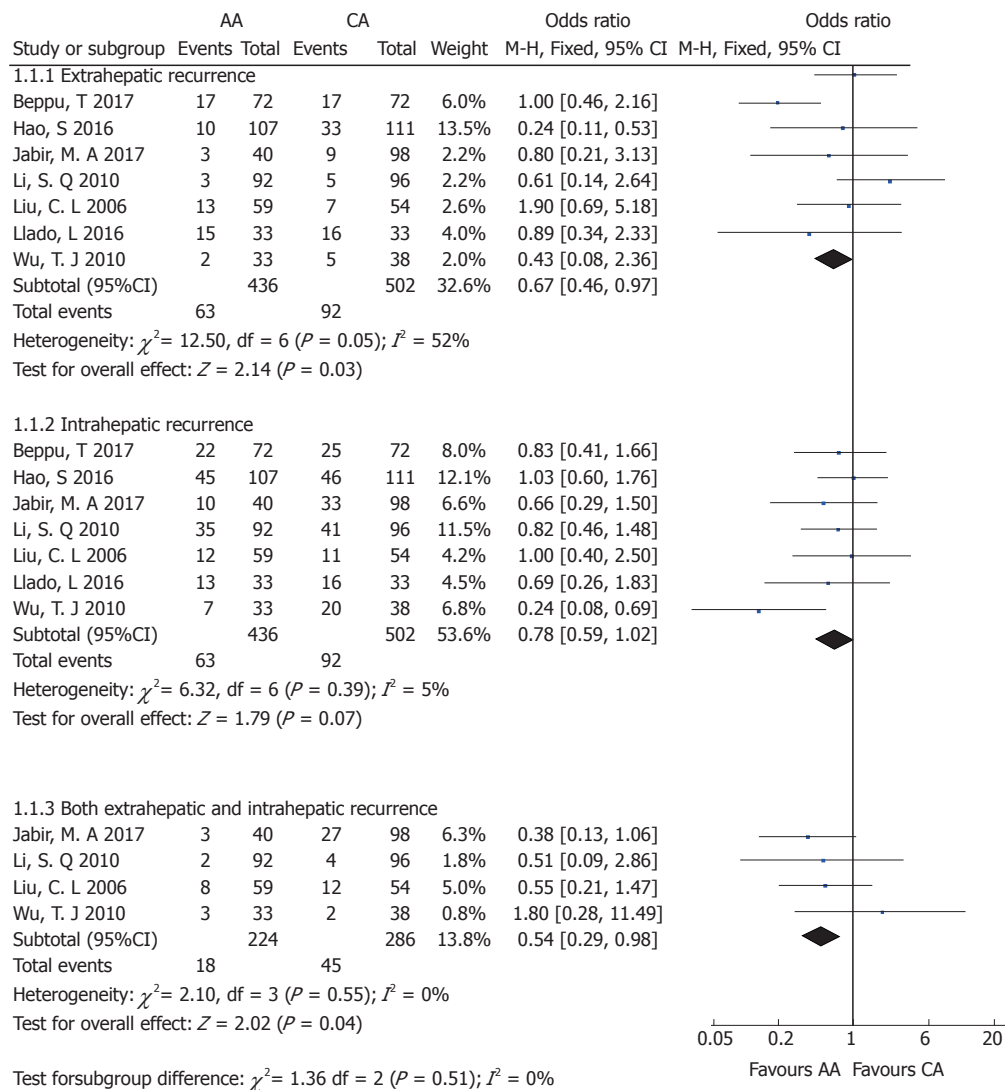 AA CA Odds ratio Odds ratio
Study or subgroup Events Total Events Total Weight M-H, Fixed, 95% CI M-H, Fixed, 95% CI
1.1.1 Extrahepatic recurrence
Beppu, T 2017 17 72 17 72 6.0% 1.00 [0.46, 2.16]
Hao, S 2016 10 107 33 111 13.5% 0.24 [0.11, 0.53]
Jabir, M. A 2017 3 40 9 98 2.2% 0.80 [0.21, 3.13]
Li, S. Q 2010 3 92 5 96 2.2% 0.61 [0.14, 2.64]
Liu, C. L 2006 13 59 7 54 2.6% 1.90 [0.69, 5.18]
Llado, L 2016 15 33 16 33 4.0% 0.89 [0.34, 2.33]
Wu, T. J 2010 2 33 5 38 2.0% 0.43 [0.08, 2.36]
Subtotal (95%CI) 436 502 32.6% 0.67 [0.46, 0.97]
Total events 63 92
Heterogeneity: χ²= 12.50, df = 6 (P = 0.05); I² = 52%
Test for overall effect: Z = 2.14 (P = 0.03)
1.1.2 Intrahepatic recurrence
Beppu, T 2017 22 72 25 72 8.0% 0.83 [0.41, 1.66]
Hao, S 2016 45 107 46 111 12.1% 1.03 [0.60, 1.76]
Jabir, M. A 2017 10 40 33 98 6.5% 0.66 [0.29, 1.50]
Li, S. Q 2010 35 92 41 96 11.5% 0.82 [0.46, 1.48]
Liu, C. L 2006 12 59 11 54 4.2% 1.00 [0.40, 2.50]
Llado, L 2016 13 33 16 33 4.5% 0.69 [0.26, 1.83]
Wu, T. J 2010 7 33 20 38 6.8% 0.24 [0.08, 0.69]
Subtotal (95%CI) 436 502 53.6% 0.78 [0.59, 1.02]
Total events 63 92
Heterogeneity: χ²= 6.32, df = 6 (P = 0.39); I² = 5%
Test for overall effect: Z = 1.79 (P = 0.07)
1.1.3 Both extrahepatic and intrahepatic recurrence
Jabir, M. A 2017 3 40 27 98 6.3% 0.38 [0.13, 1.06]
Li, S. Q 2010 2 92 4 96 1.8% 0.51 [0.09, 2.86]
Liu, C. L 2006 8 59 12 54 5.0% 0.55 [0.21, 1.47]
Wu, T. J 2010 3 33 2 38 0.8% 1.80 [0.28, 11.49]
Subtotal (95%CI) 224 286 13.8% 0.54 [0.29, 0.98]
Total events 18 45
Heterogeneity: χ²= 2.10, df = 3 (P = 0.55); I² = 0%
Test for overall effect: Z = 2.02 (P = 0.04)
0.05 0.2 1 6 20
Favours AA Favours CA
Test forsubgroup difference: χ²= 1.36 df = 2 (P = 0.51); I² = 0%